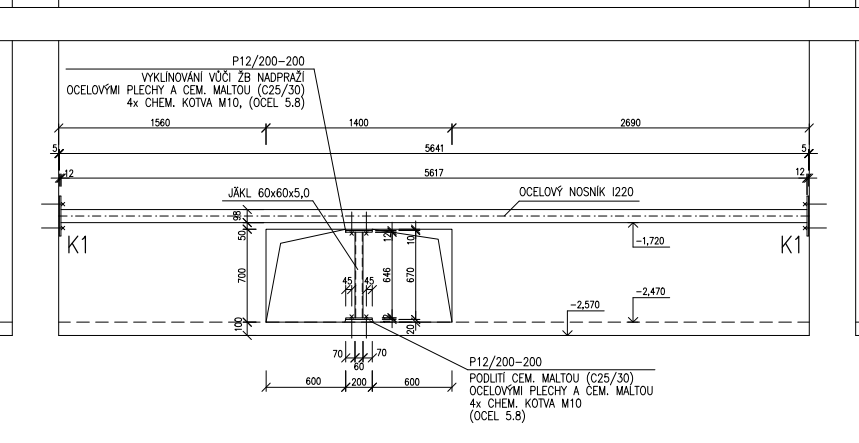 P12/200-200
VYKLÍNOVÁNÍ VŮČI ŽB NADPRAŽÍ
OCELOVÝMI PLECHY A CEM. MALTOU (C25/30)
4x CHEM. KOTVA M10, (OCEL 5.8)
1560 1400 2690
5 5641 5
12 5617 12
JÄKL 60x60x5,0 OCELOVÝ NOSNÍK I220
98
50
12
10
K1 K1
-1,720
700
45 45
646
670
-2,570 -2,470
100
20
70 70
60
P12/200-200
600 200 600
PODLITÍ CEM. MALTOU (C25/30)
OCELOVÝMI PLECHY A CEM. MALTOU
4x CHEM. KOTVA M10
(OCEL 5.8)